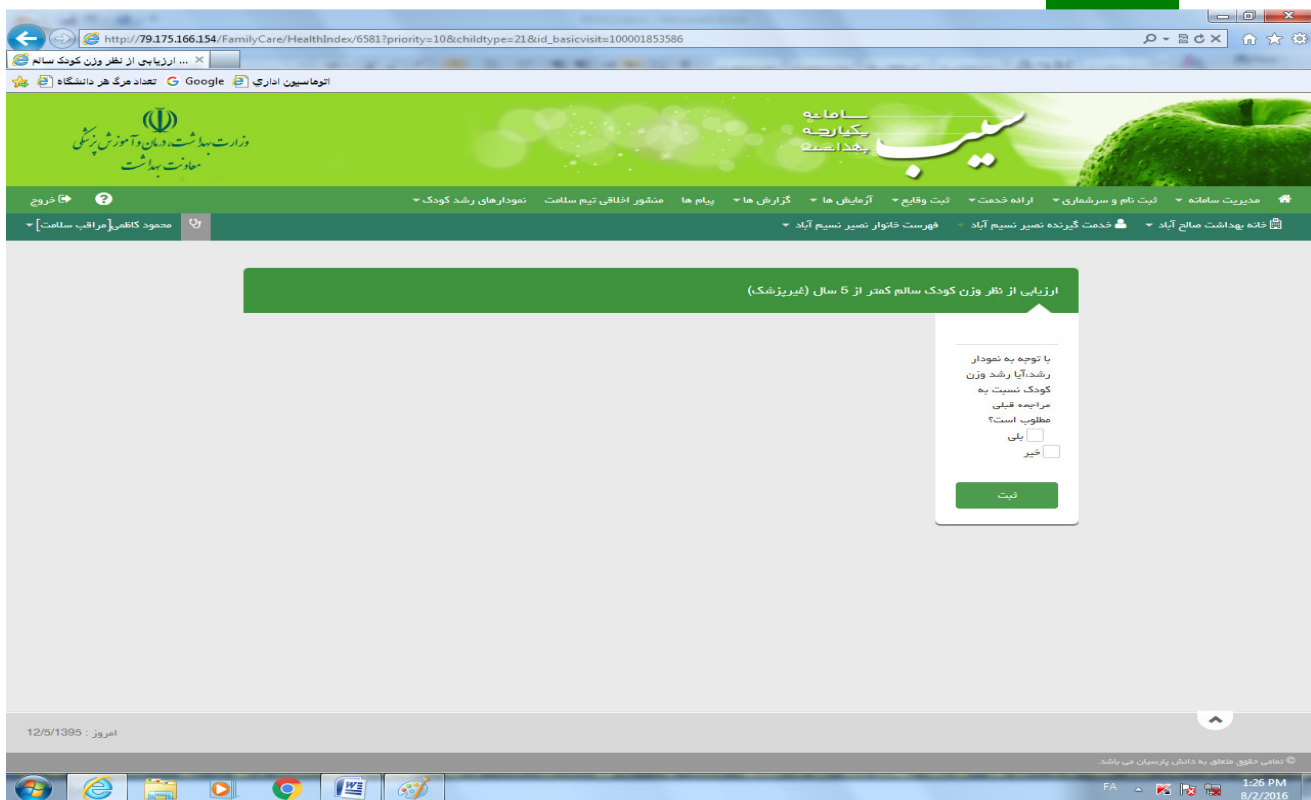 http://79.175.166.154/FamilyCare/HealthIndex/6581?priority=10&childtype=21&id_basicvisit=100001853586
ارزیابی از نظر وزن کودک سالم ...
تعداد مرگ هر دانشگاه Google اتوماسیون اداري
سامانه
یکپارچه
بهداشت
سیب
وزارت بهداشت، درمان و آموزش پزشکی
معاونت بهداشت
مدیریت سامانه ثبت نام و سرشماری ارائه خدمت ثبت وقایع آزمایش ها گزارش ها پیام ها منشور اخلاقی تیم سلامت نمودارهای رشد کودک ? خروج
خانه بهداشت صالح آباد خدمت گیرنده نصیر نسیم آباد فهرست خانوار نصیر نسیم آباد محمود کاظمی[مراقب سلامت]
ارزیابی از نظر وزن کودک سالم کمتر از 5 سال (غیرپزشک)
با توجه به نمودار
رشد،آیا رشد وزن
کودک نسبت به
مراجعه قبلی
مطلوب است؟
بلی
خیر
ثبت
امروز : 12/5/1395
© تمامی حقوق متعلق به دانش پارسیان می باشد.
FA 1:26 PM
8/2/2016